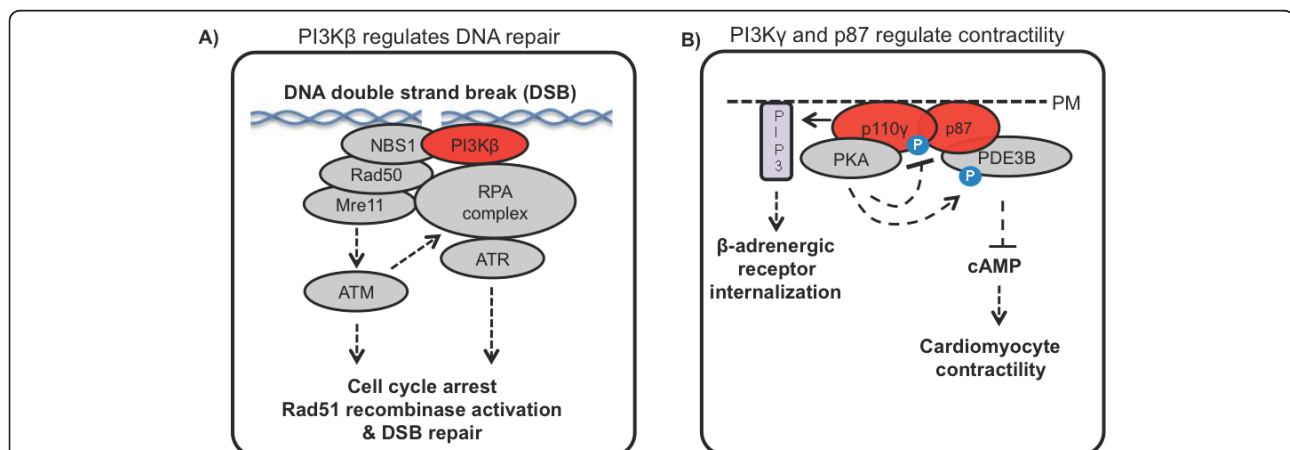 A) PI3Kβ regulates DNA repair
DNA double strand break (DSB)
NBS1
PI3Kβ
Rad50
Mre11
RPA
complex
ATM
ATR
Cell cycle arrest
Rad51 recombinase activation
& DSB repair
B) PI3Kγ and p87 regulate contractility
PM
P
I
P
3
p110γ
p87
P
PKA
PDE3B
P
β-adrenergic
receptor
internalization
cAMP
Cardiomyocyte
contractility